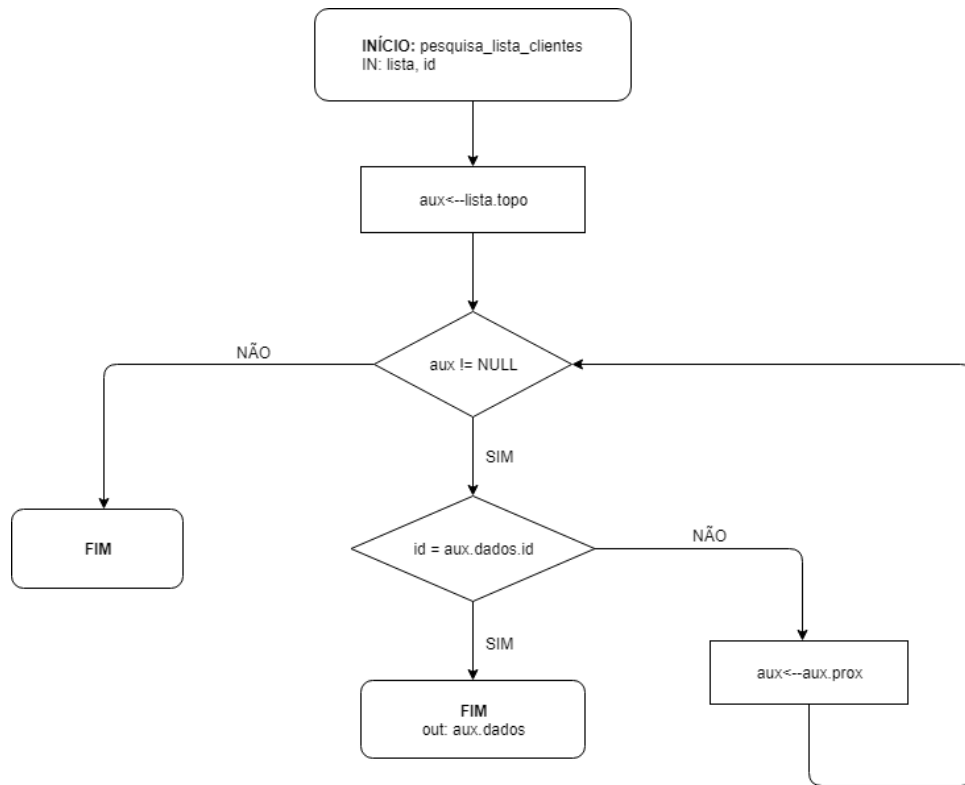 INÍCIO: pesquisa_lista_clientes
IN: lista, id
aux<--lista.topo
aux != NULL
NÃO
SIM
FIM
id = aux.dados.id
NÃO
SIM
aux<--aux.prox
FIM
out: aux.dados